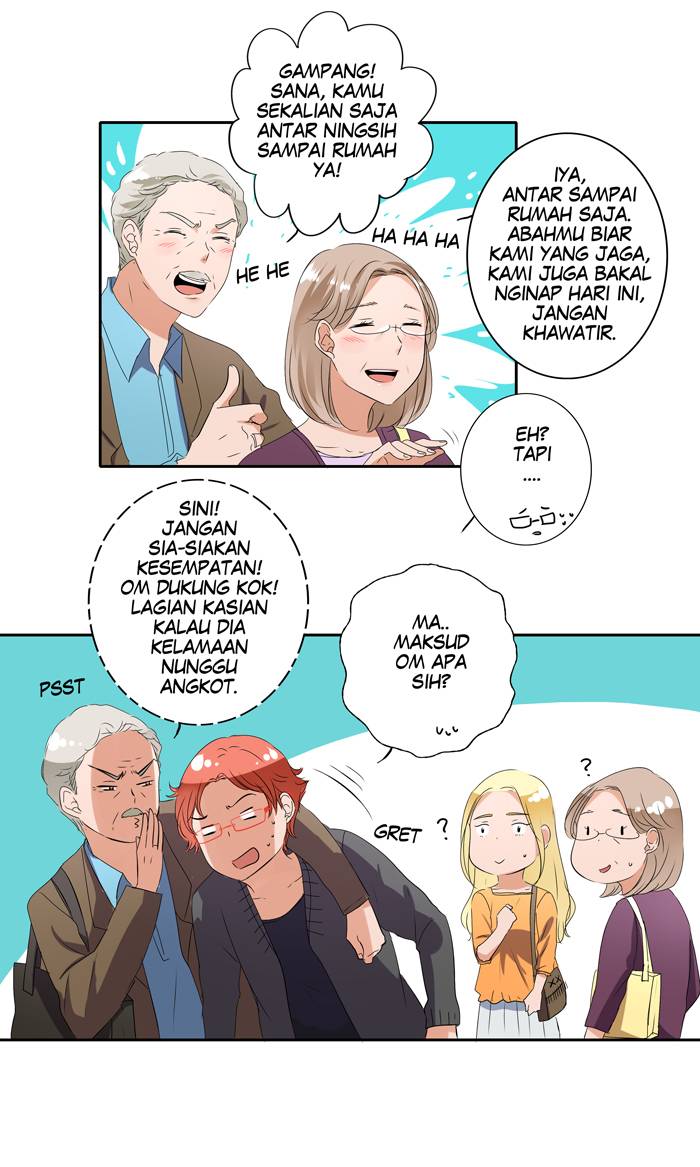 GAMPANG!
SANA, KAMU
SEKALIAN SAJA
ANTAR NINGSIH
SAMPAI RUMAH
YA!
HE HE
HA HA HA
IYA,
ANTAR SAMPAI
RUMAH SAJA.
ABAHMU BIAR
KAMI YANG JAGA,
KAMI JUGA BAKAL
NGINAP HARI INI,
JANGAN
KHAWATIR.
EH?
TAPI
....
SINI!
JANGAN
SIA-SIAKAN
KESEMPATAN!
OM DUKUNG KOK!
LAGIAN KASIAN
KALAU DIA
KELAMAAN
NUNGGU
ANGKOT.
PSST
MA..
MAKSUD
OM APA
SIH?
GRET
?
?